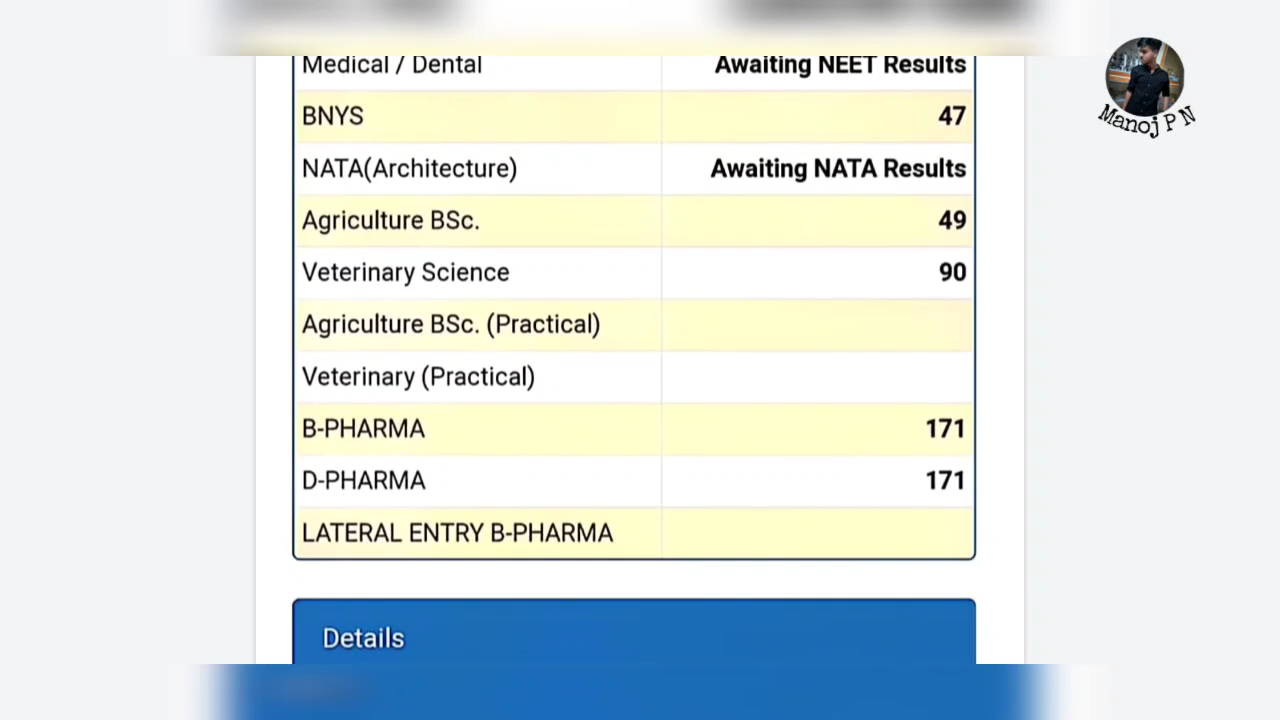 Medical / Dental Awaiting NEET Results
BNYS 47
NATA(Architecture) Awaiting NATA Results
Agriculture BSc. 49
Veterinary Science 90
Agriculture BSc. (Practical)
Veterinary (Practical)
B-PHARMA 171
D-PHARMA 171
LATERAL ENTRY B-PHARMA
Details
Manoj P N